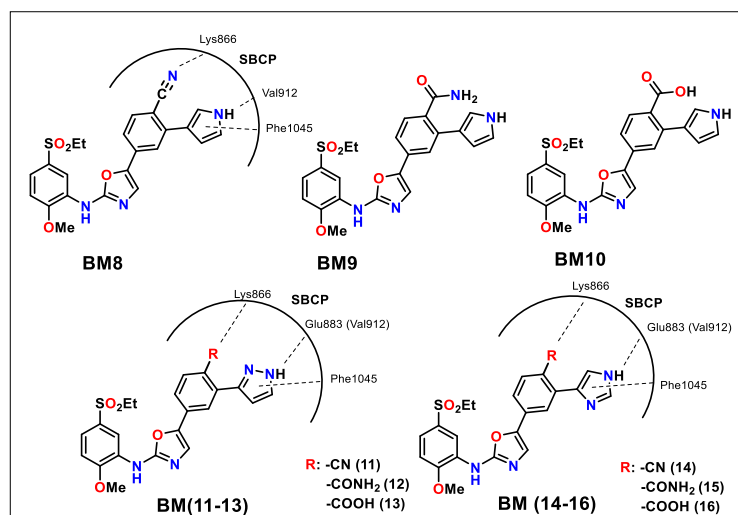 Lys866
SBCP
N
C
Val912
NH
Phe1045
SO₂Et
O
N
H
N
OMe
BM8
O
NH₂
NH
SO₂Et
O
N
H
N
OMe
BM9
O
OH
NH
SO₂Et
O
N
H
N
OMe
BM10
Lys866
SBCP
Glu883 (Val912)
R
N
NH
Phe1045
SO₂Et
O
N
H
N
OMe
R: -CN (11)
-CONH₂ (12)
-COOH (13)
BM(11-13)
Lys866
SBCP
Glu883 (Val912)
R
NH
N
Phe1045
SO₂Et
O
N
H
N
OMe
R: -CN (14)
-CONH₂ (15)
-COOH (16)
BM (14-16)